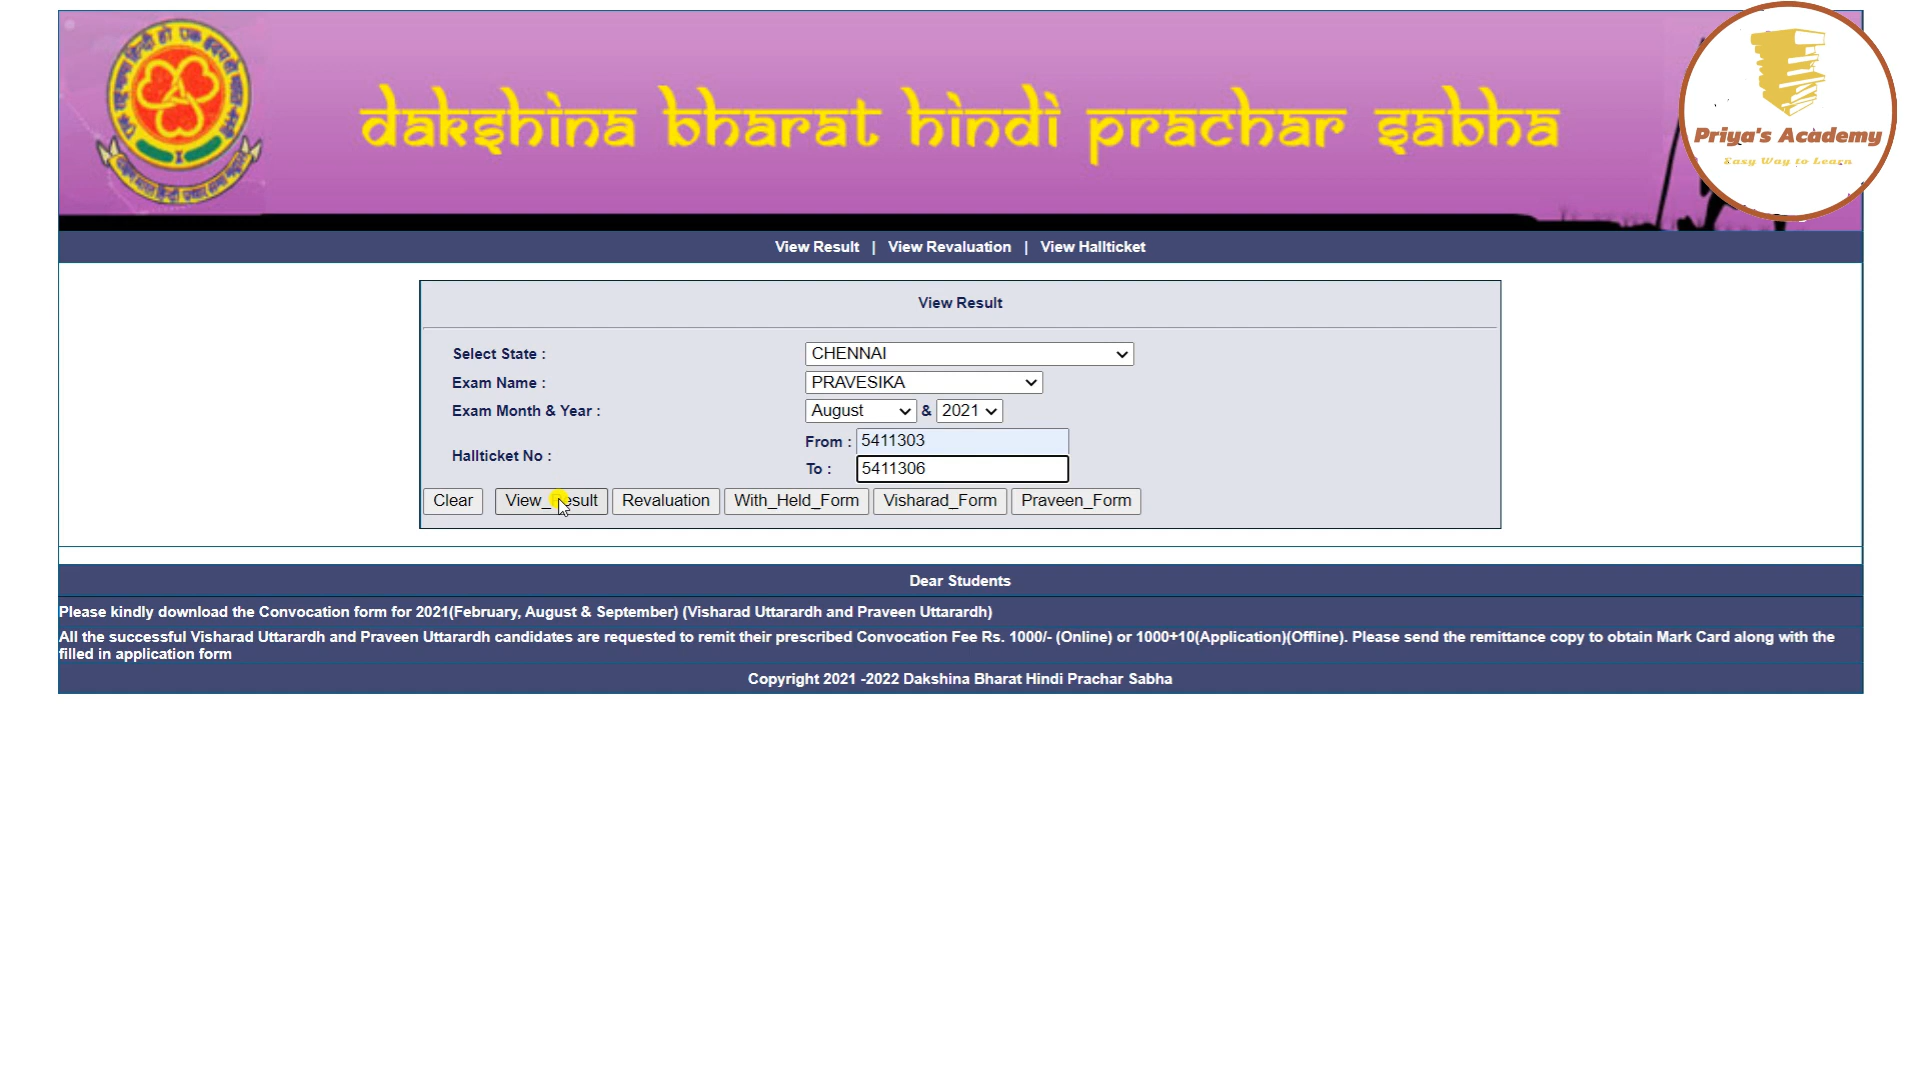 dakshina bharat hindi prachar sabha
Priya's Academy
Easy Way to Learn
View Result | View Revaluation | View Hallticket
View Result
Select State : CHENNAI
Exam Name : PRAVESIKA
Exam Month & Year : August & 2021
Hallticket No : From : 5411303
To : 5411306
Clear View_Result Revaluation With_Held_Form Visharad_Form Praveen_Form
Dear Students
Please kindly download the Convocation form for 2021(February, August & September) (Visharad Uttarardh and Praveen Uttarardh)
All the successful Visharad Uttarardh and Praveen Uttarardh candidates are requested to remit their prescribed Convocation Fee Rs. 1000/- (Online) or 1000+10(Application)(Offline). Please send the remittance copy to obtain Mark Card along with the
filled in application form
Copyright 2021 -2022 Dakshina Bharat Hindi Prachar Sabha